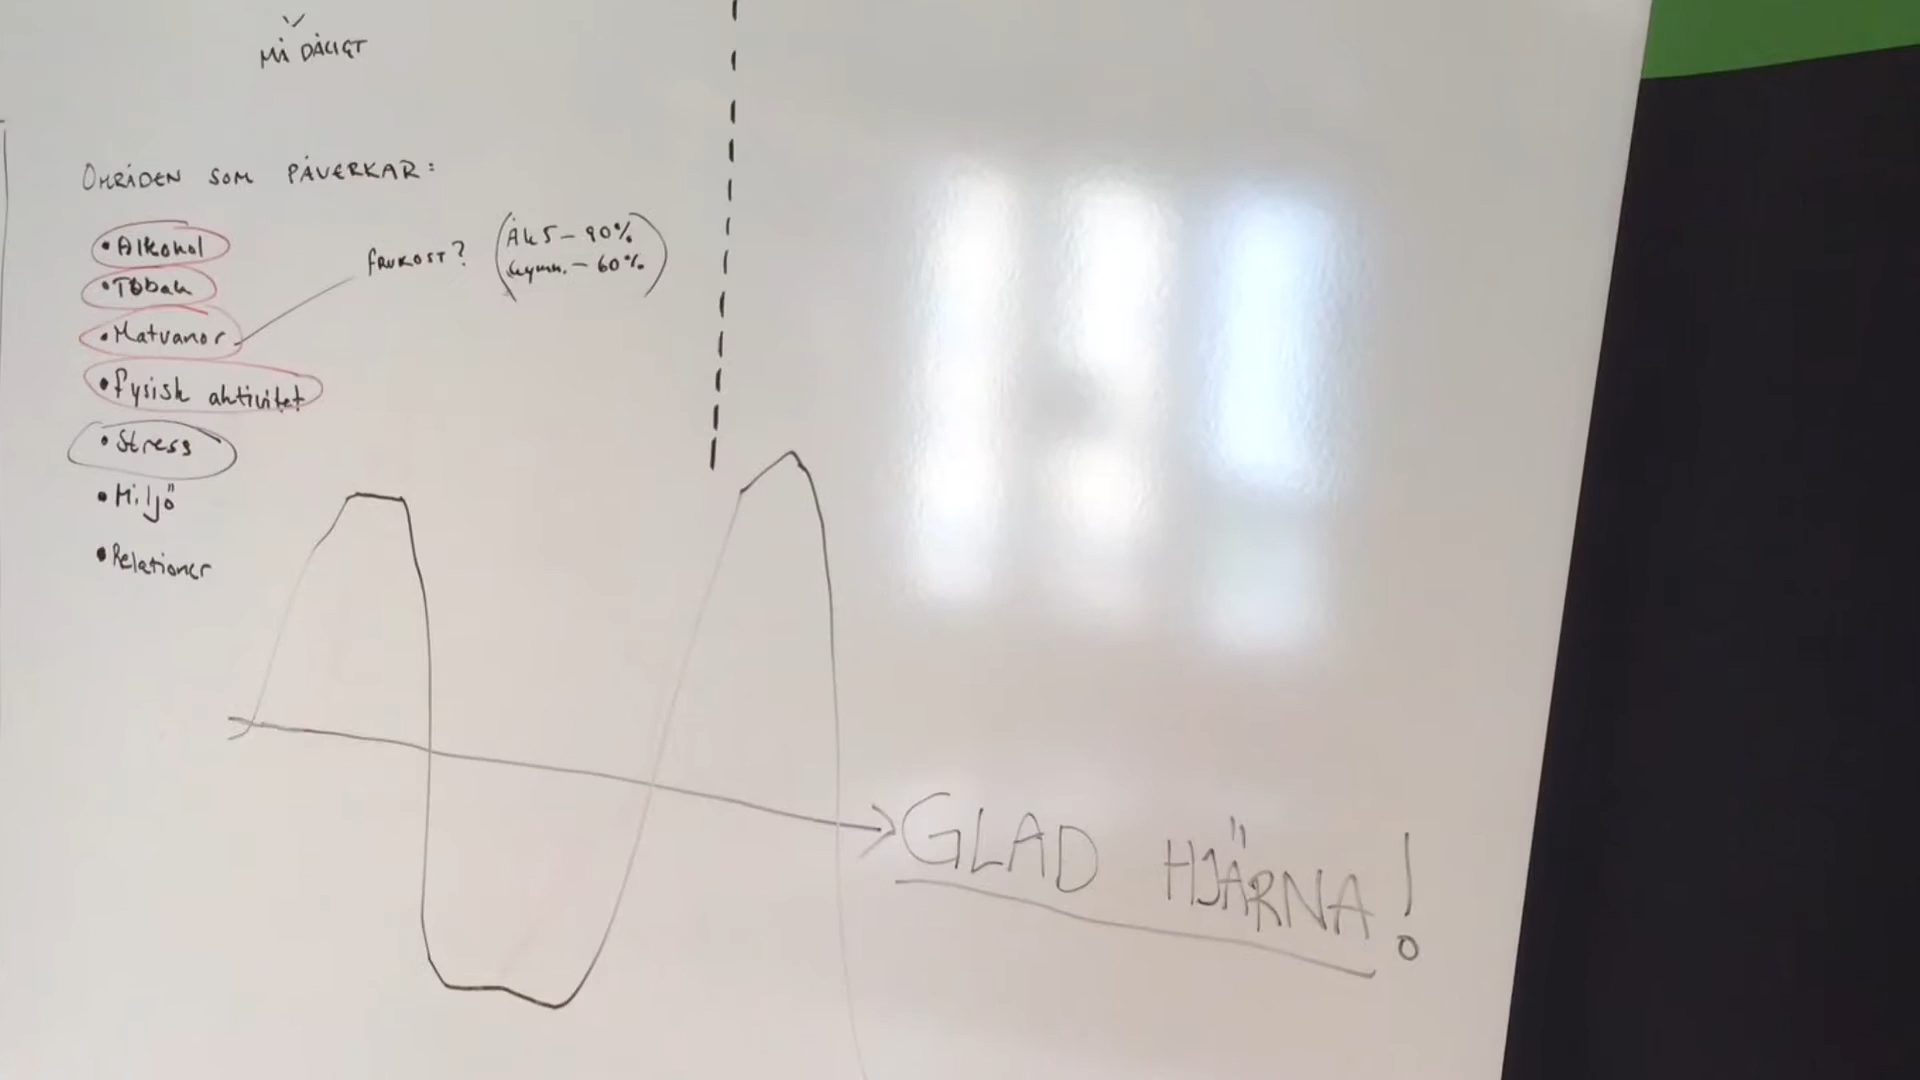 MÅ DÅLIGT
OMRÅDEN SOM PÅVERKAR:
• Alkohol
• Tobak
• Matvanor
frukost?
(Åk 5 - 90%
Gymn. - 60%)
• Fysisk aktivitet
• Stress
• Miljö
• Relationer
GLAD HJÄRNA!